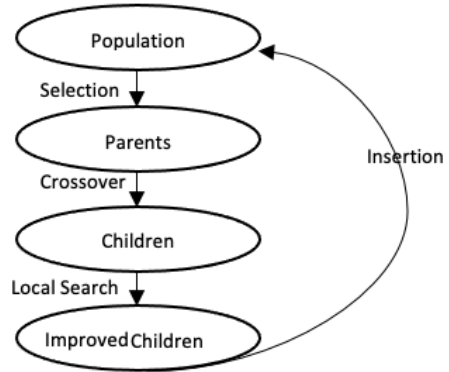 Population
Selection
Parents
Insertion
Crossover
Children
Local Search
Improved Children